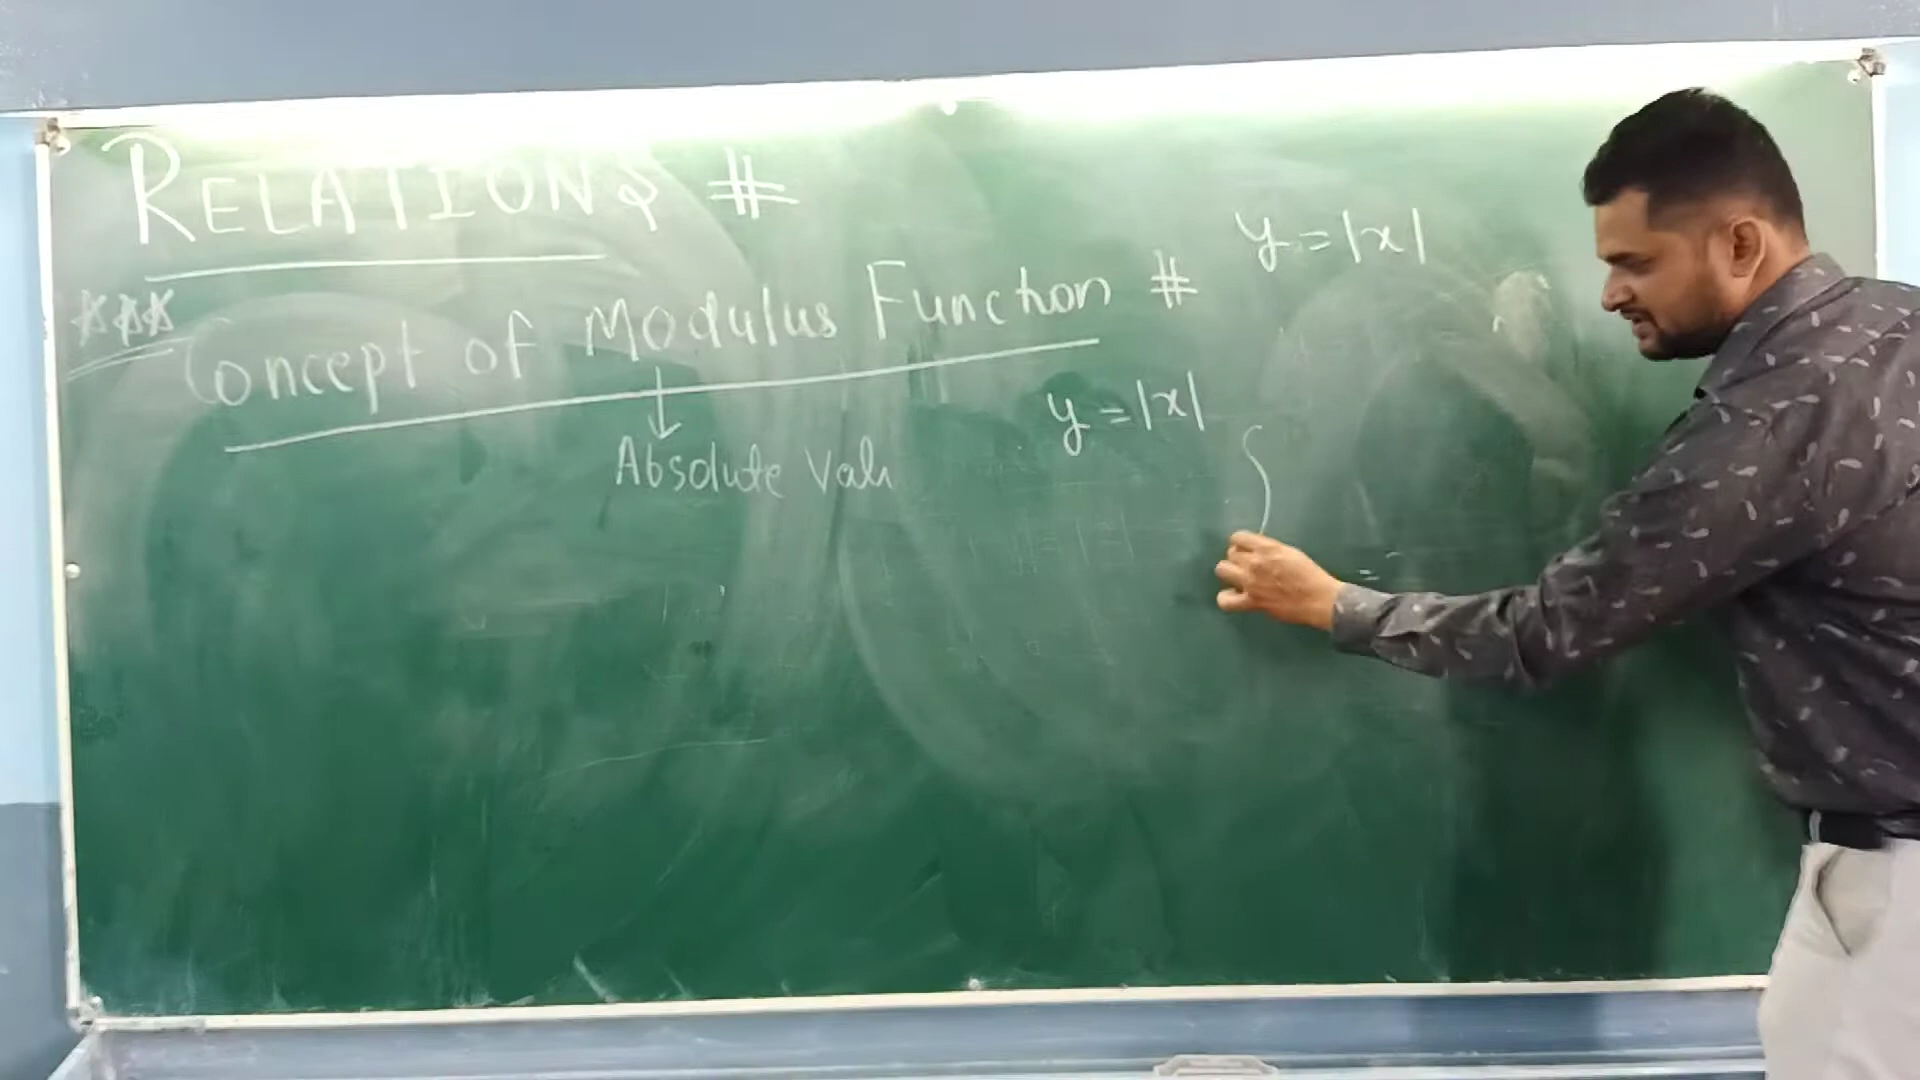 RELATIONS #
y = |x|
*** Concept of Modulus Function #
y = |x|
Absolute Valu